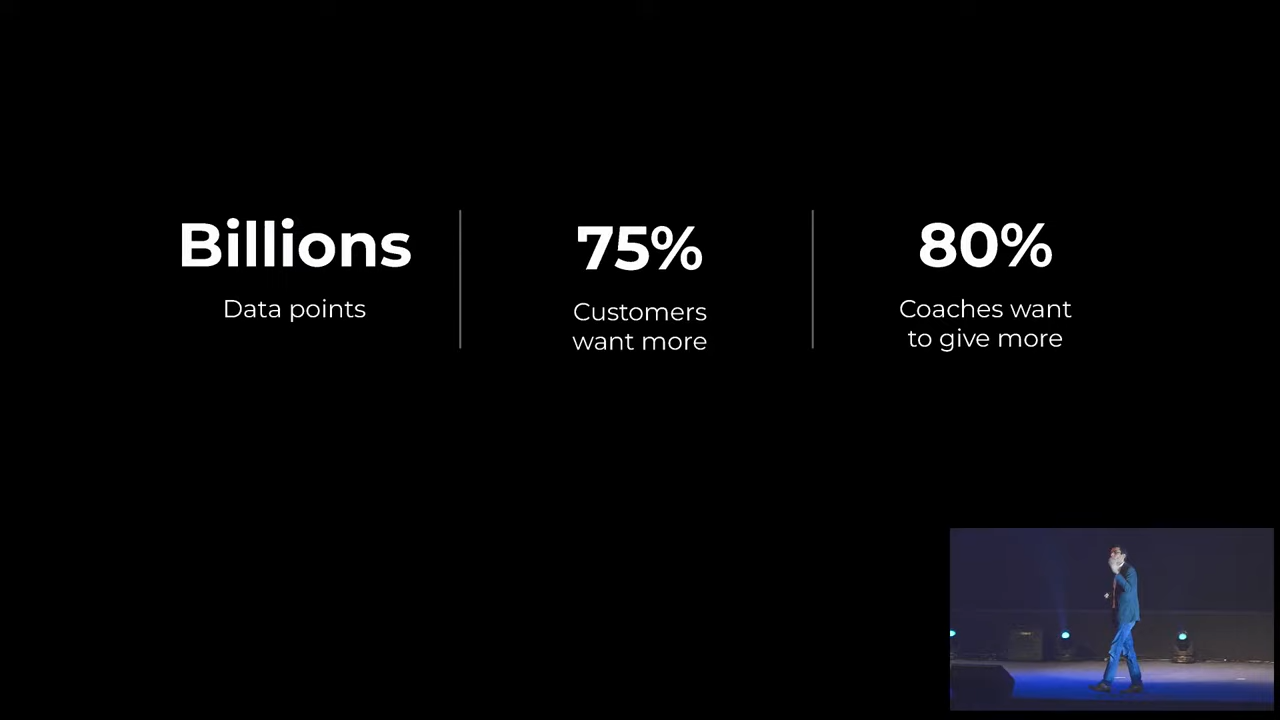 Billions
Data points
75%
Customers
want more
80%
Coaches want
to give more